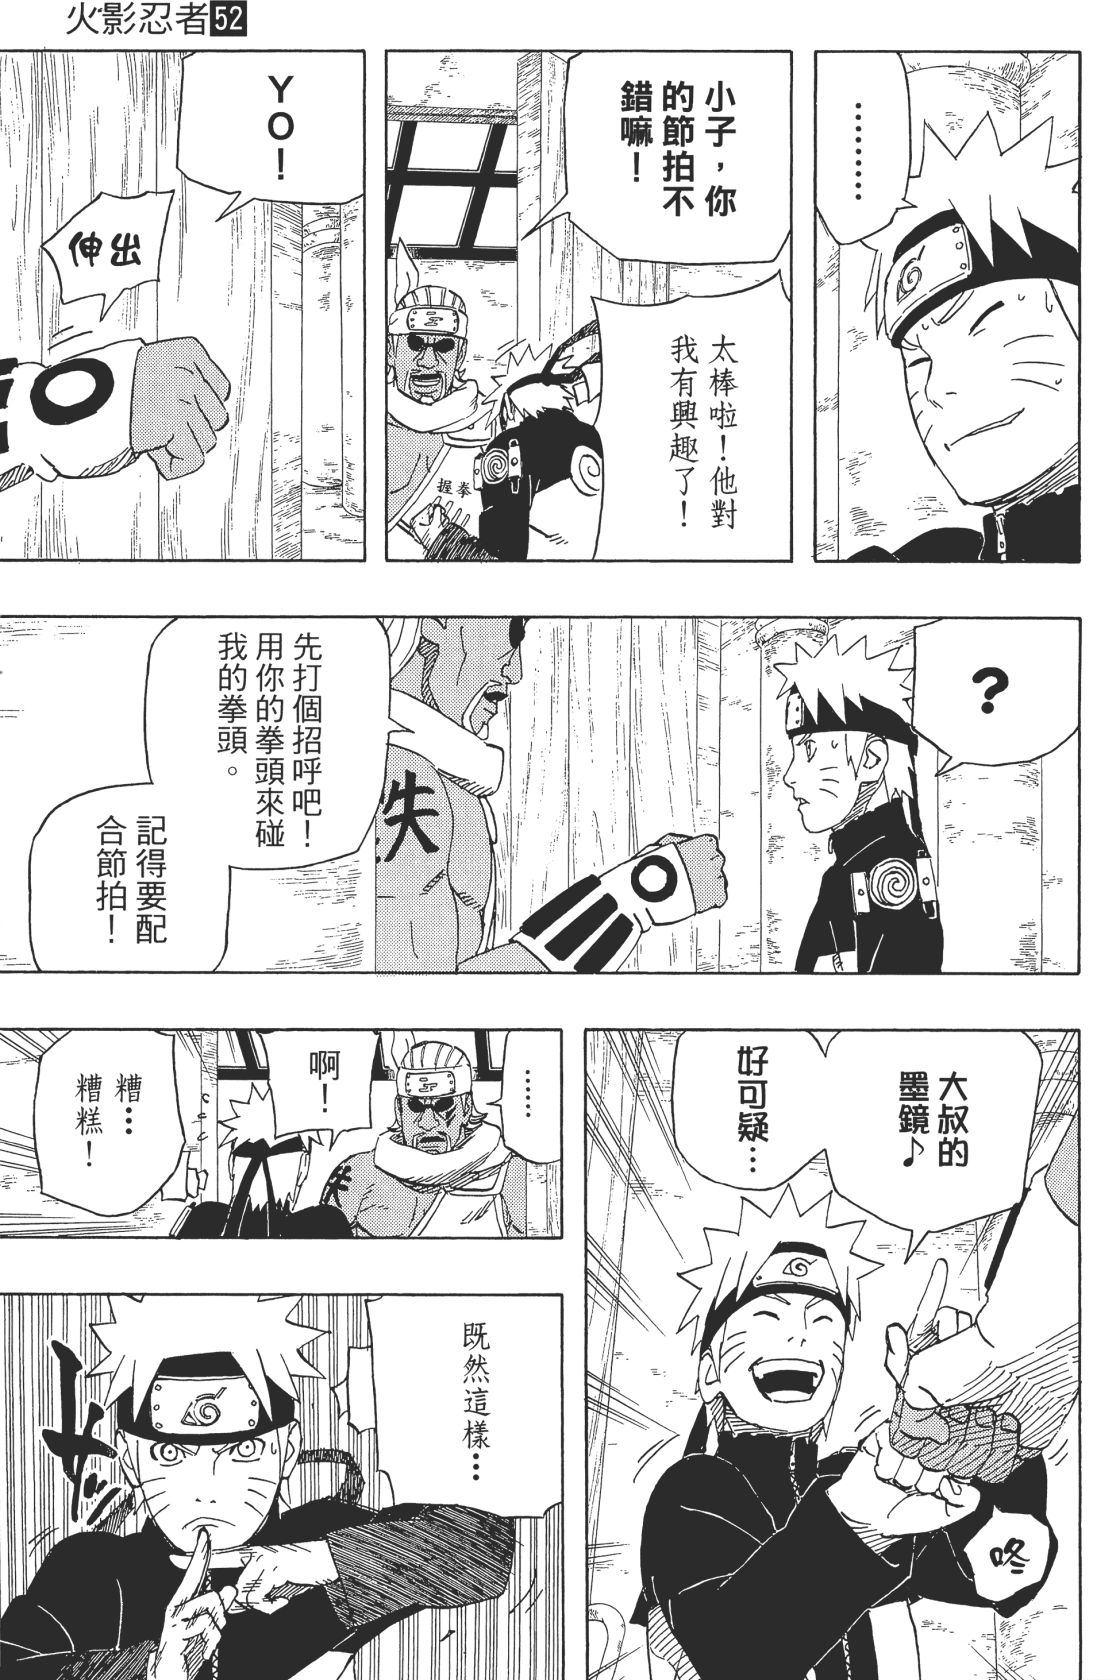 火影忍者52
………
小子，你
的節拍不
錯嘛！
太棒啦！他對
我有興趣了！
握拳
YO！
伸出
？
先打個招呼吧！
用你的拳頭來碰
我的拳頭。
記得要配
合節拍！
鉄
大叔的
墨鏡♪
好可疑…
咚
……
啊！
鉄
糟…
糟糕！
既然這樣…